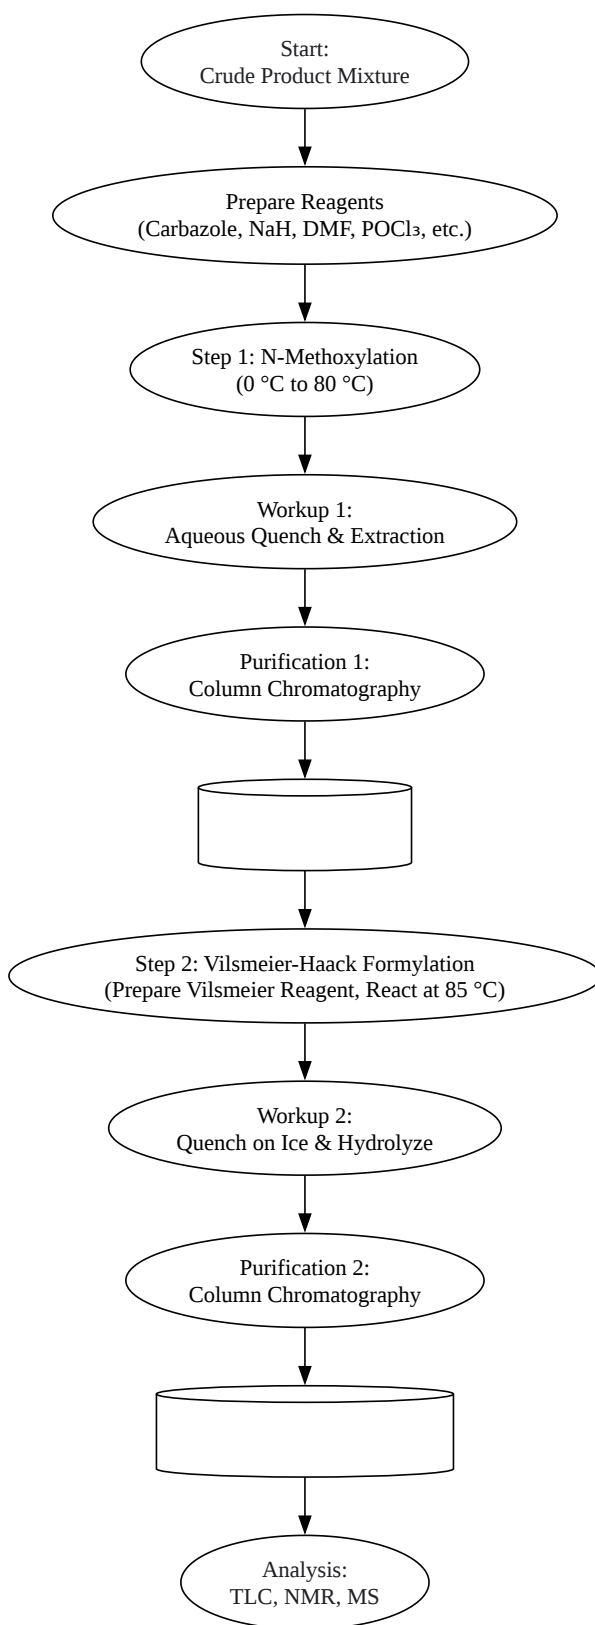 Start:
Crude Product Mixture
Prepare Reagents
(Carbazole, NaH, DMF, POCl₃, etc.)
Step 1: N-Methoxylation
(0 °C to 80 °C)
Workup 1:
Aqueous Quench & Extraction
Purification 1:
Column Chromatography
Step 2: Vilsmeier-Haack Formylation
(Prepare Vilsmeier Reagent, React at 85 °C)
Workup 2:
Quench on Ice & Hydrolyze
Purification 2:
Column Chromatography
Analysis:
TLC, NMR, MS